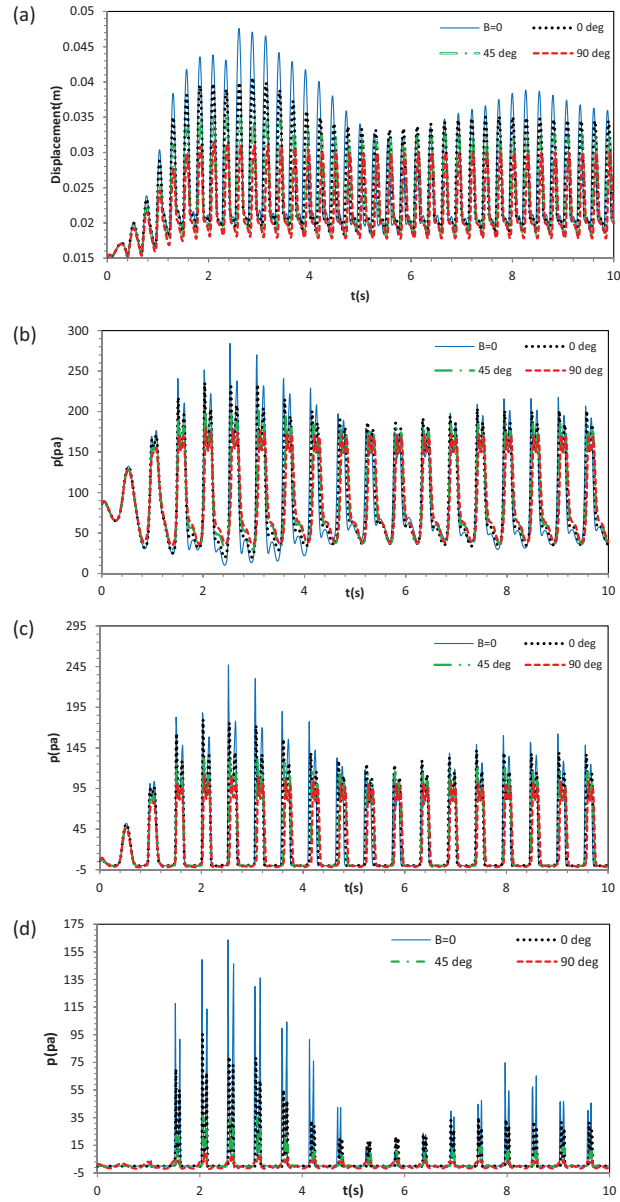 (a)
0.05
0.045
0.04
0.035
0.03
0.025
0.02
0.015
Displacement(m)
B=0
0 deg
45 deg
90 deg
0 2 4 6 8 10
t(s)
(b)
300
250
200
150
100
50
0
p(pa)
B=0
0 deg
45 deg
90 deg
0 2 4 6 8 10
t(s)
(c)
295
245
195
145
95
45
-5
p(pa)
B=0
0 deg
45 deg
90 deg
0 2 4 6 8 10
t(s)
(d)
175
155
135
115
95
75
55
35
15
-5
p(pa)
B=0
0 deg
45 deg
90 deg
0 2 4 6 8 10
t(s)